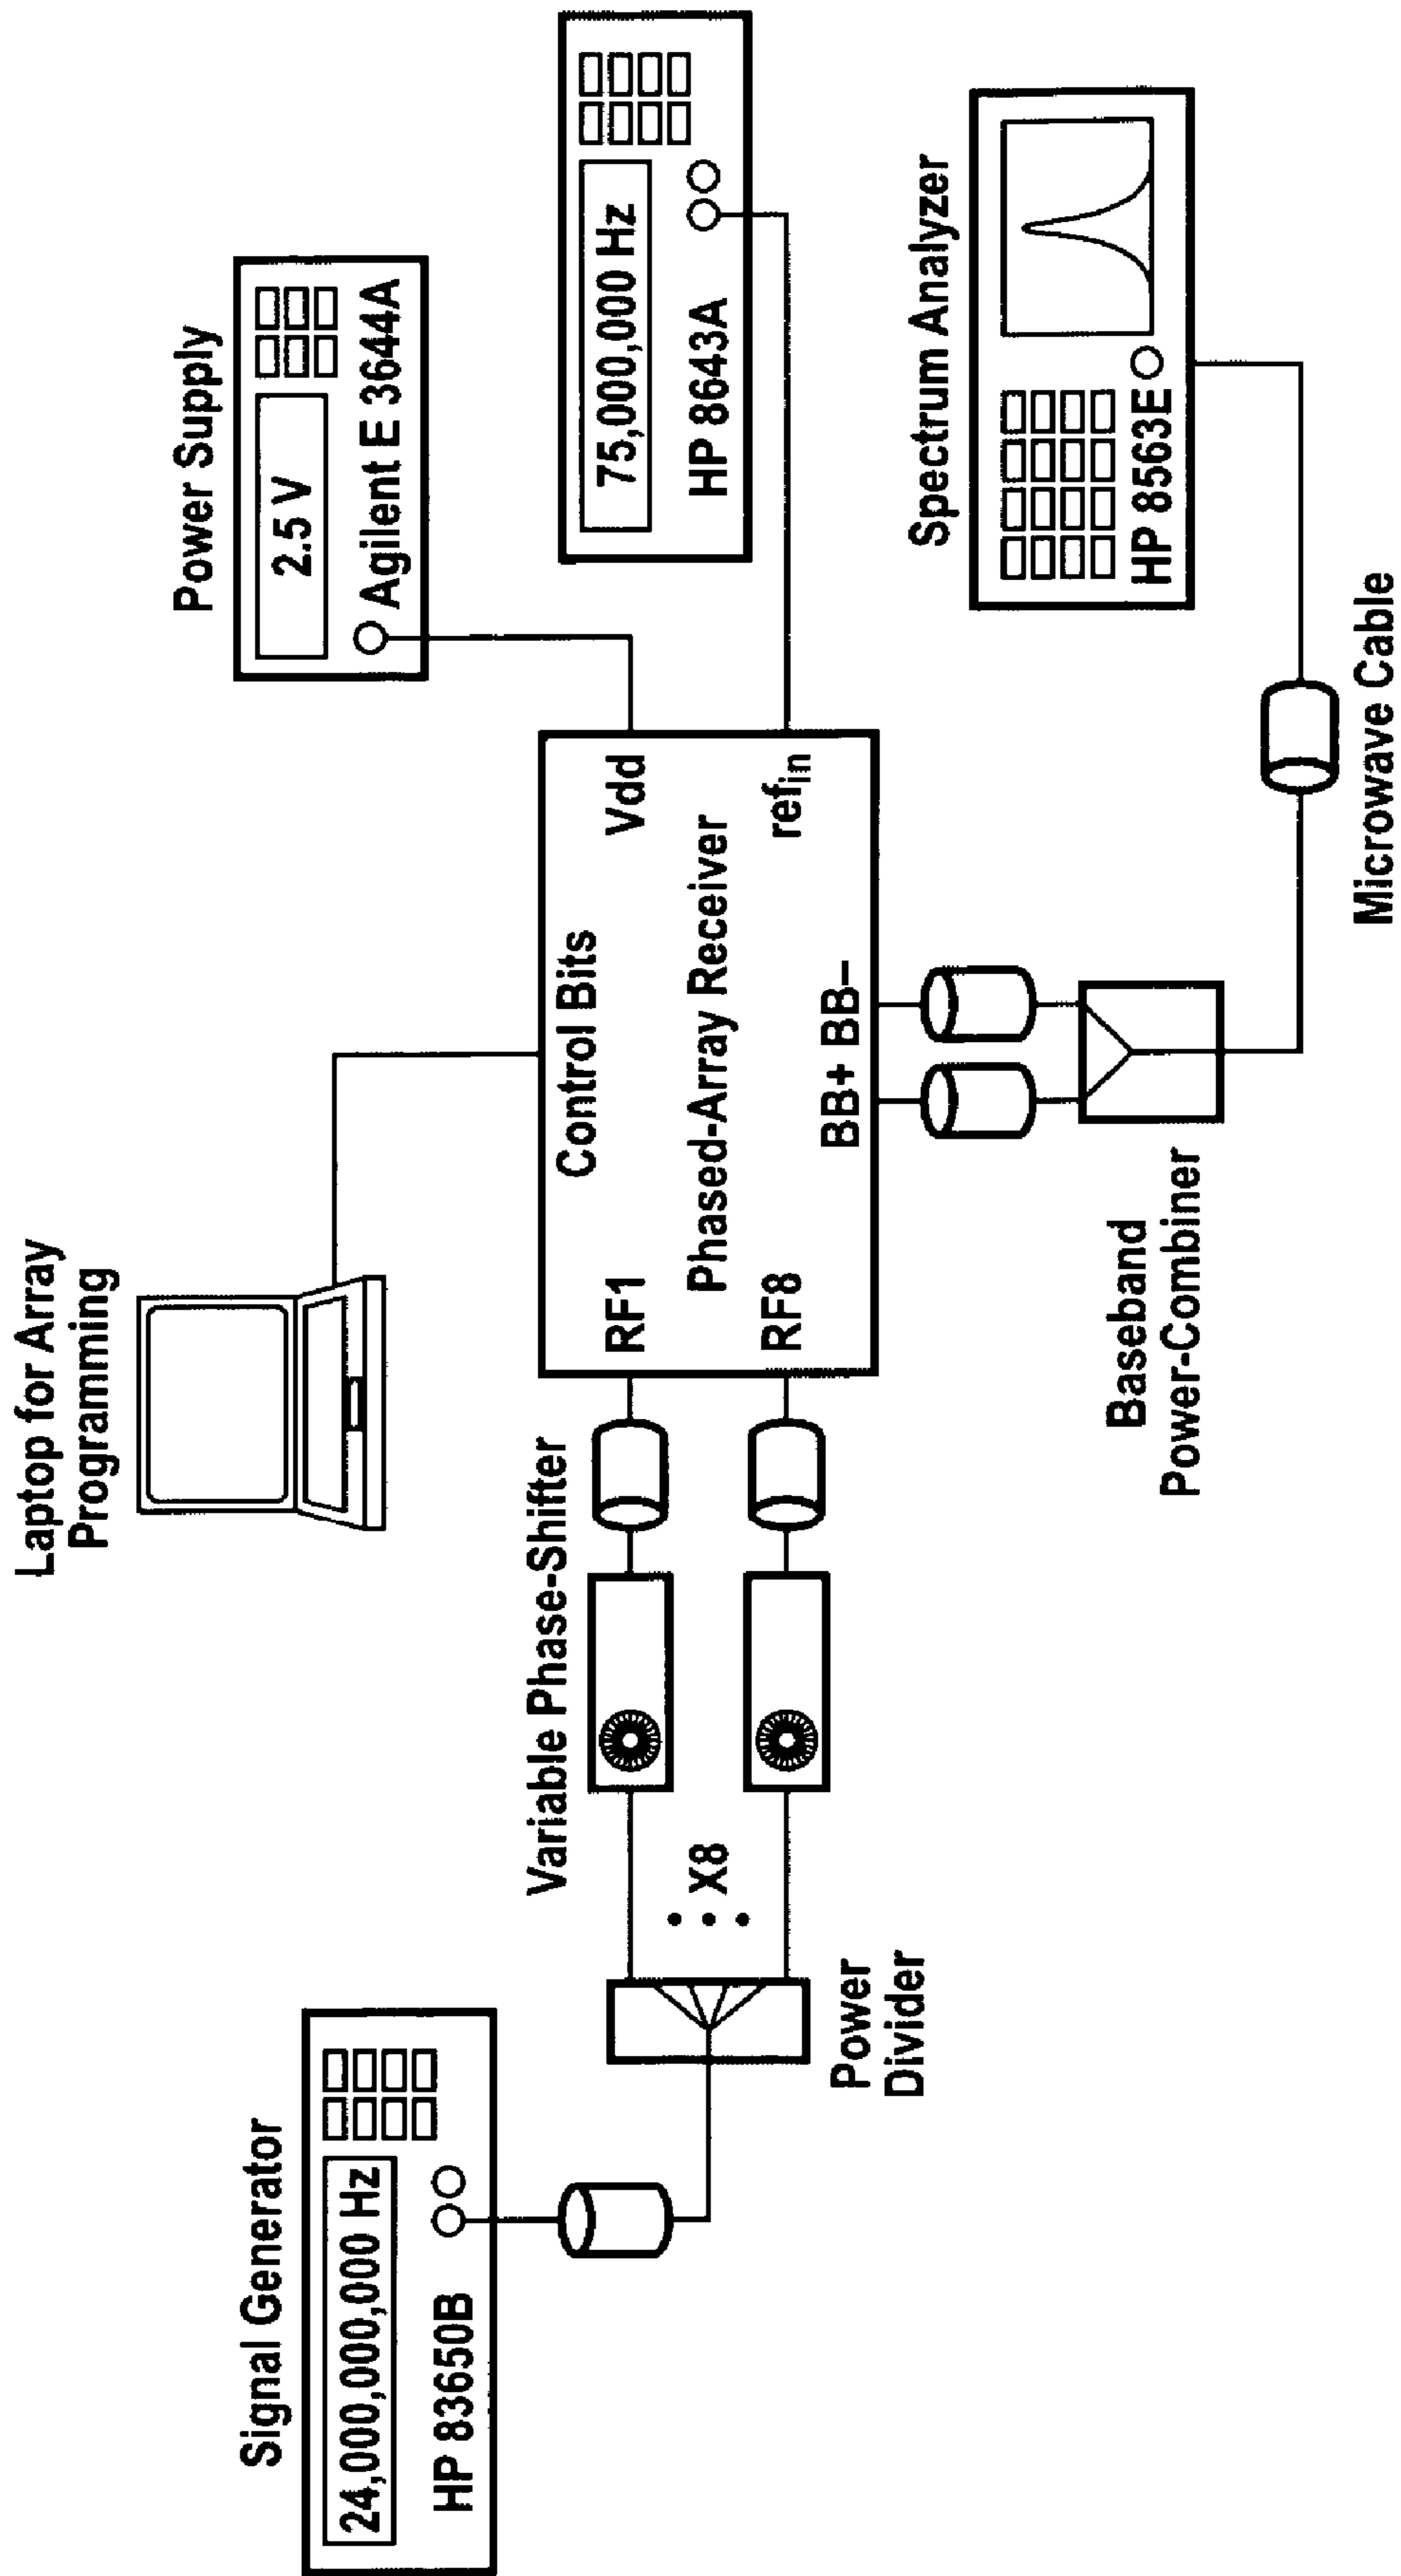 Laptop for Array
Programming
Power Supply
2.5 V
Agilent E 3644A
Signal Generator
24,000,000,000 Hz
HP 83650B
Variable Phase-Shifter
X8
Power
Divider
Control Bits
RF1
Vdd
Phased-Array Receiver
RF8
refin
BB+ BB–
75,000,000 Hz
HP 8643A
Baseband
Power-Combiner
Spectrum Analyzer
HP 8563E
Microwave Cable